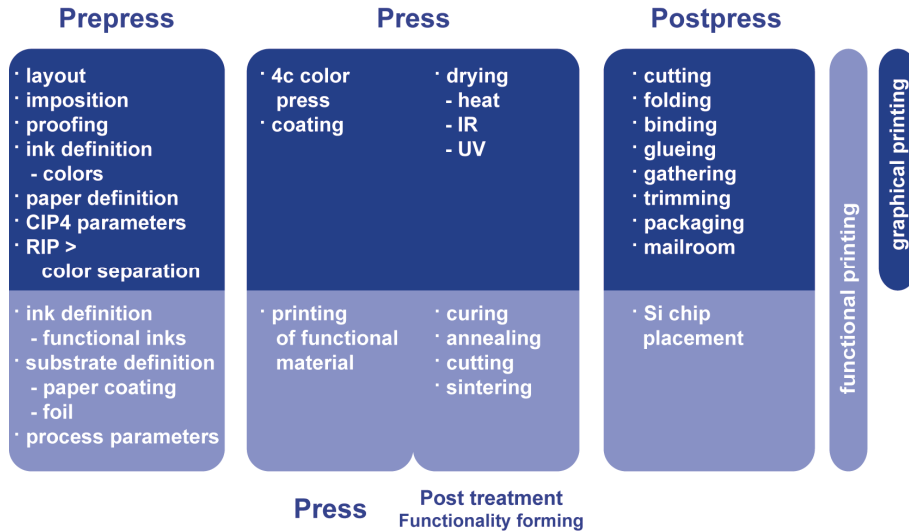 Prepress
Press
Postpress
· layout
· imposition
· proofing
· ink definition
- colors
· paper definition
· CIP4 parameters
· RIP >
color separation
· 4c color
press
· coating
· drying
- heat
- IR
- UV
· cutting
· folding
· binding
· glueing
· gathering
· trimming
· packaging
· mailroom
· ink definition
- functional inks
· substrate definition
- paper coating
- foil
· process parameters
· printing
of functional
material
· curing
· annealing
· cutting
· sintering
· Si chip
placement
functional printing
graphical printing
Press
Post treatment
Functionality forming